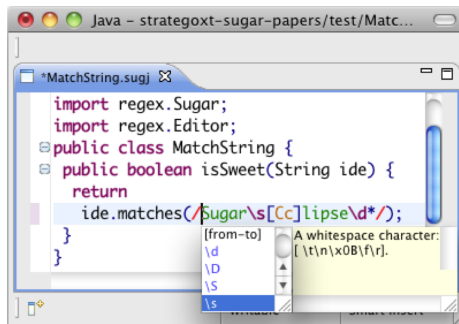 Java – strategoxt-sugar-papers/test/Matc...
*MatchString.sugj
import regex.Sugar;
import regex.Editor;
public class MatchString {
public boolean isSweet(String ide) {
return
ide.matches(/Sugar\s[Cc]lipse\d*/);
}
}
[from-to]
\d
\D
\S
\s
A whitespace character:
[ \t\n\x0B\f\r].